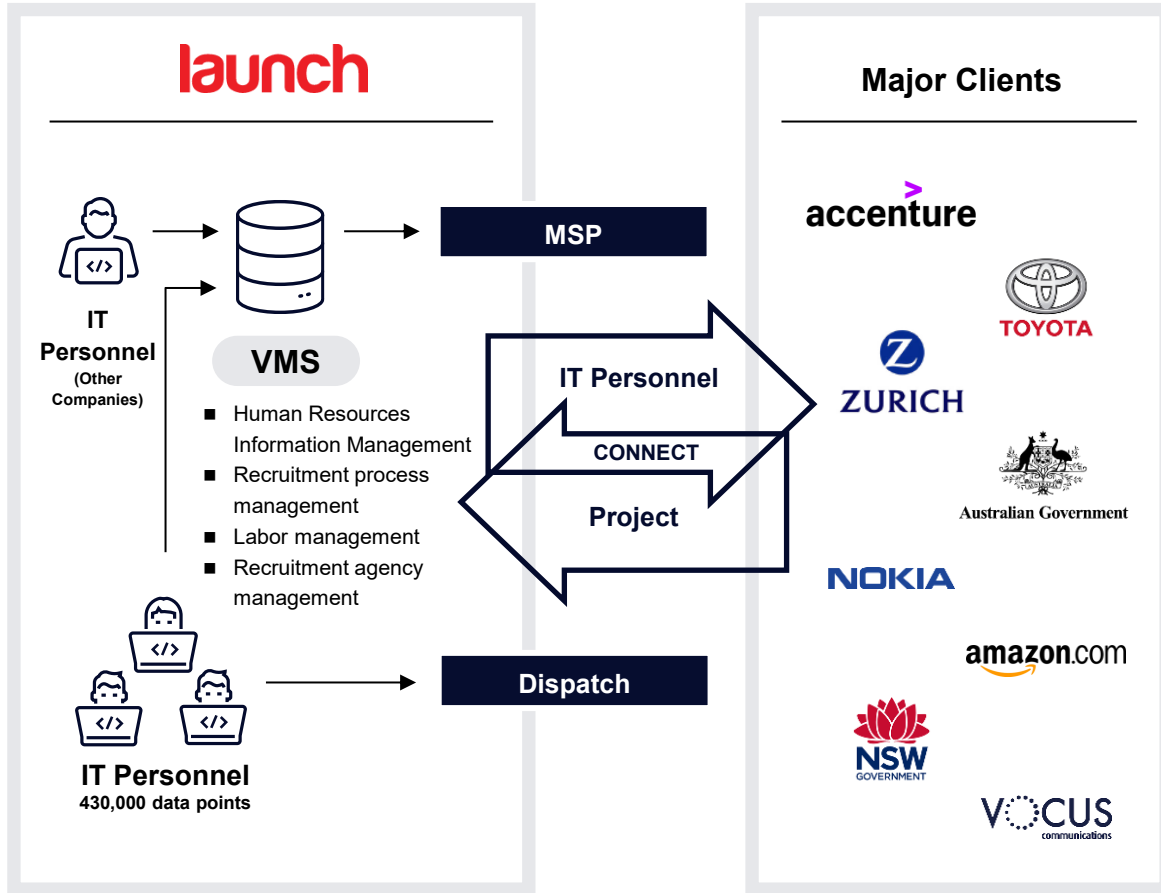 launch
IT
Personnel
(Other
Companies)
</>
VMS
■ Human Resources
Information Management
■ Recruitment process
management
■ Labor management
■ Recruitment agency
management
</>
</>
</>
IT Personnel
430,000 data points
MSP
IT Personnel
CONNECT
Project
Dispatch
Major Clients
>
accenture
TOYOTA
Z
ZURICH
AUSTRALIA
Australian Government
NOKIA
amazon.com
NSW
GOVERNMENT
VOCUS
communications